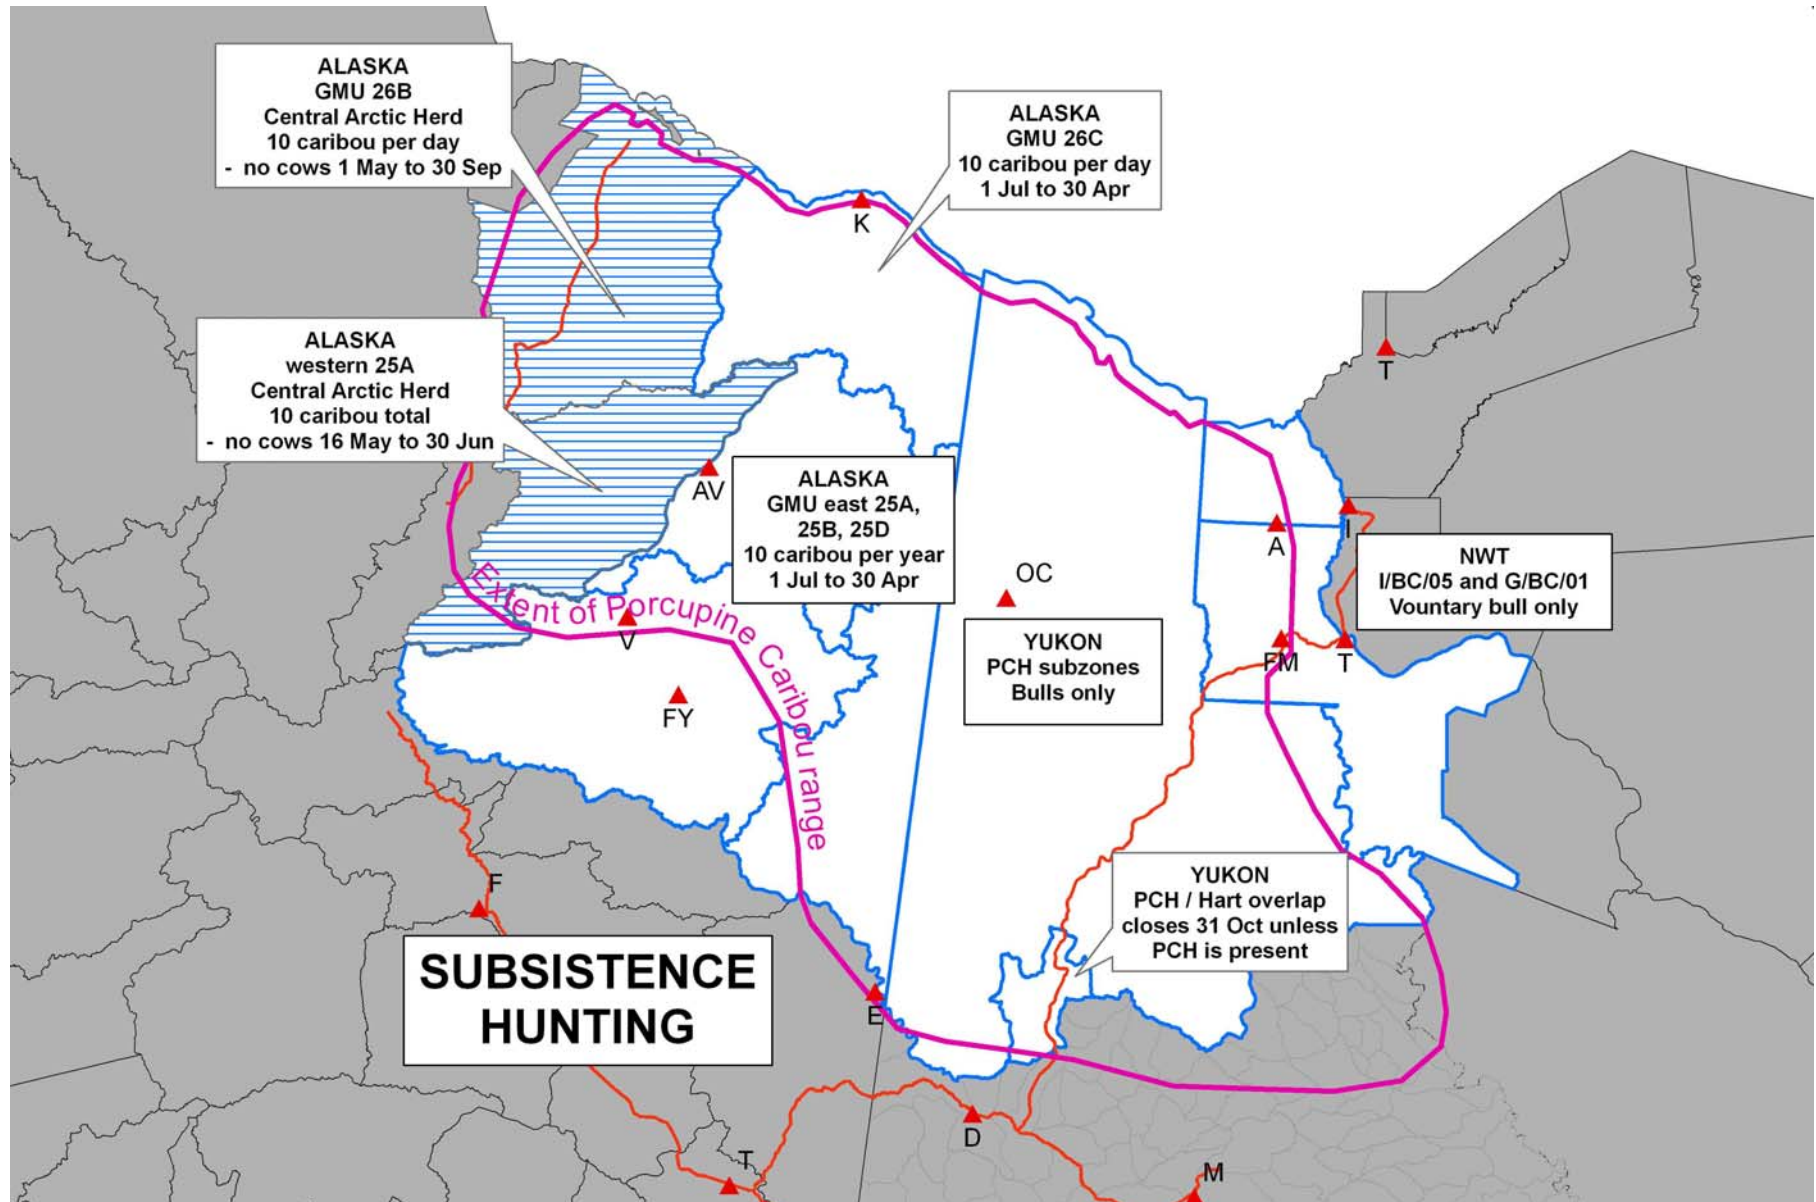 ALASKA
GMU 26B
Central Arctic Herd
10 caribou per day
- no cows 1 May to 30 Sep
ALASKA
GMU 26C
10 caribou per day
1 Jul to 30 Apr
K
ALASKA
western 25A
Central Arctic Herd
10 caribou total
- no cows 16 May to 30 Jun
T
AV
ALASKA
GMU east 25A,
25B, 25D
10 caribou per year
1 Jul to 30 Apr
A
I
NWT
I/BC/05 and G/BC/01
Vountary bull only
OC
Extent of Porcupine Caribou range
V
YUKON
PCH subzones
Bulls only
FM
T
FY
F
YUKON
PCH / Hart overlap
closes 31 Oct unless
PCH is present
SUBSISTENCE
HUNTING
E
D
T
M